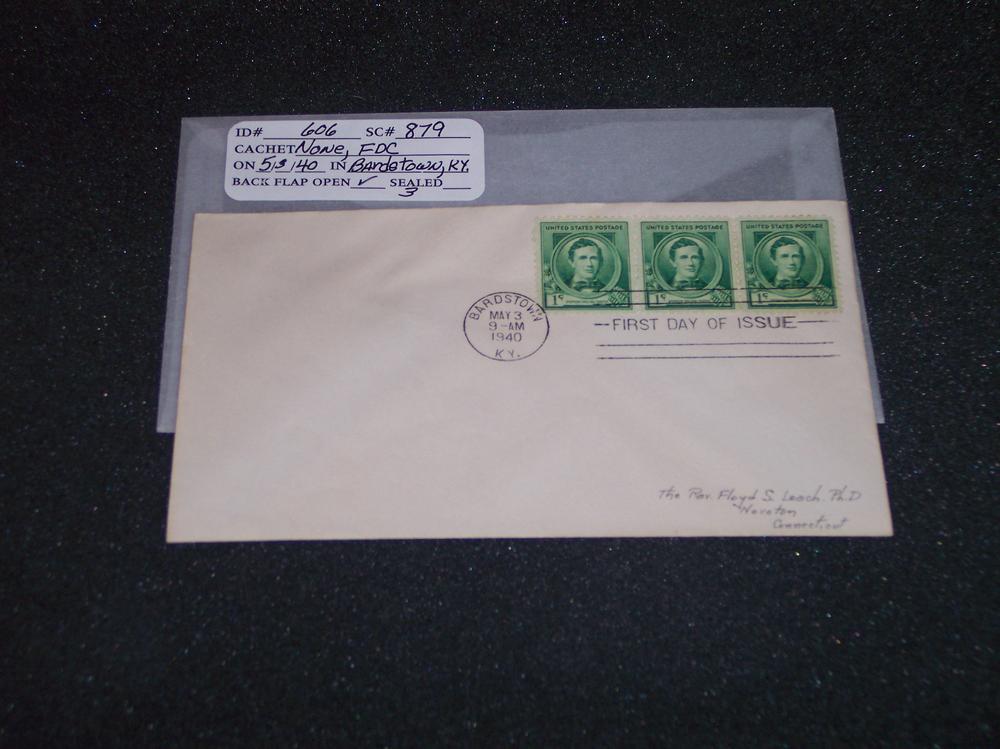 ID# 606 SC# 879
CACHET None, FDC
ON 5/3/40 IN Bardstown, KY.
BACK FLAP OPEN ✓ SEALED
3
UNITED STATES POSTAGE
1¢
UNITED STATES POSTAGE
1¢
UNITED STATES POSTAGE
1¢
BARDSTOWN
MAY 3
9-AM
1940
KY.
FIRST DAY OF ISSUE
The Rev. Floyd S. Leach. Ph.D
Noroton
Connecticut